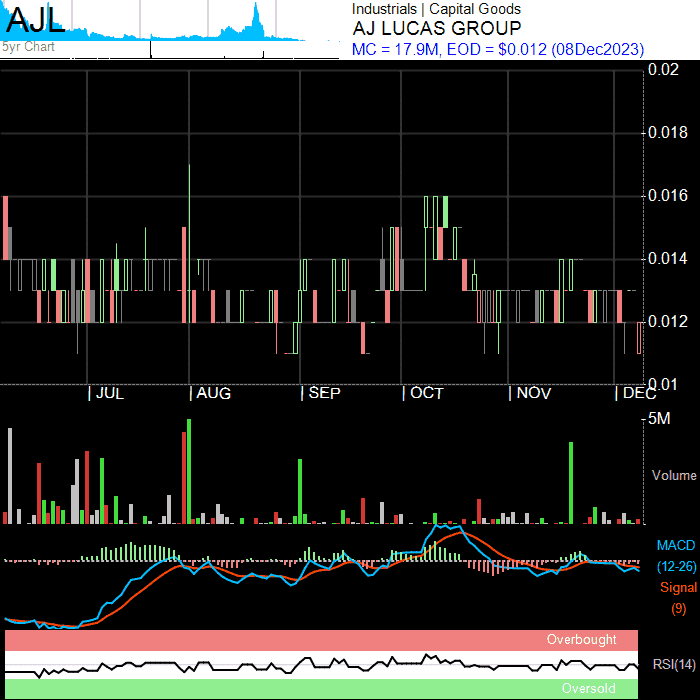 AJL
5yr Chart
Industrials | Capital Goods
AJ LUCAS GROUP
MC = 17.9M, EOD = $0.012 (08Dec2023)
0.02
0.018
0.016
0.014
0.012
0.01
| JUL | AUG | SEP | OCT | NOV | DEC
5M
Volume
MACD
(12-26)
Signal
(9)
Overbought
RSI(14)
Oversold